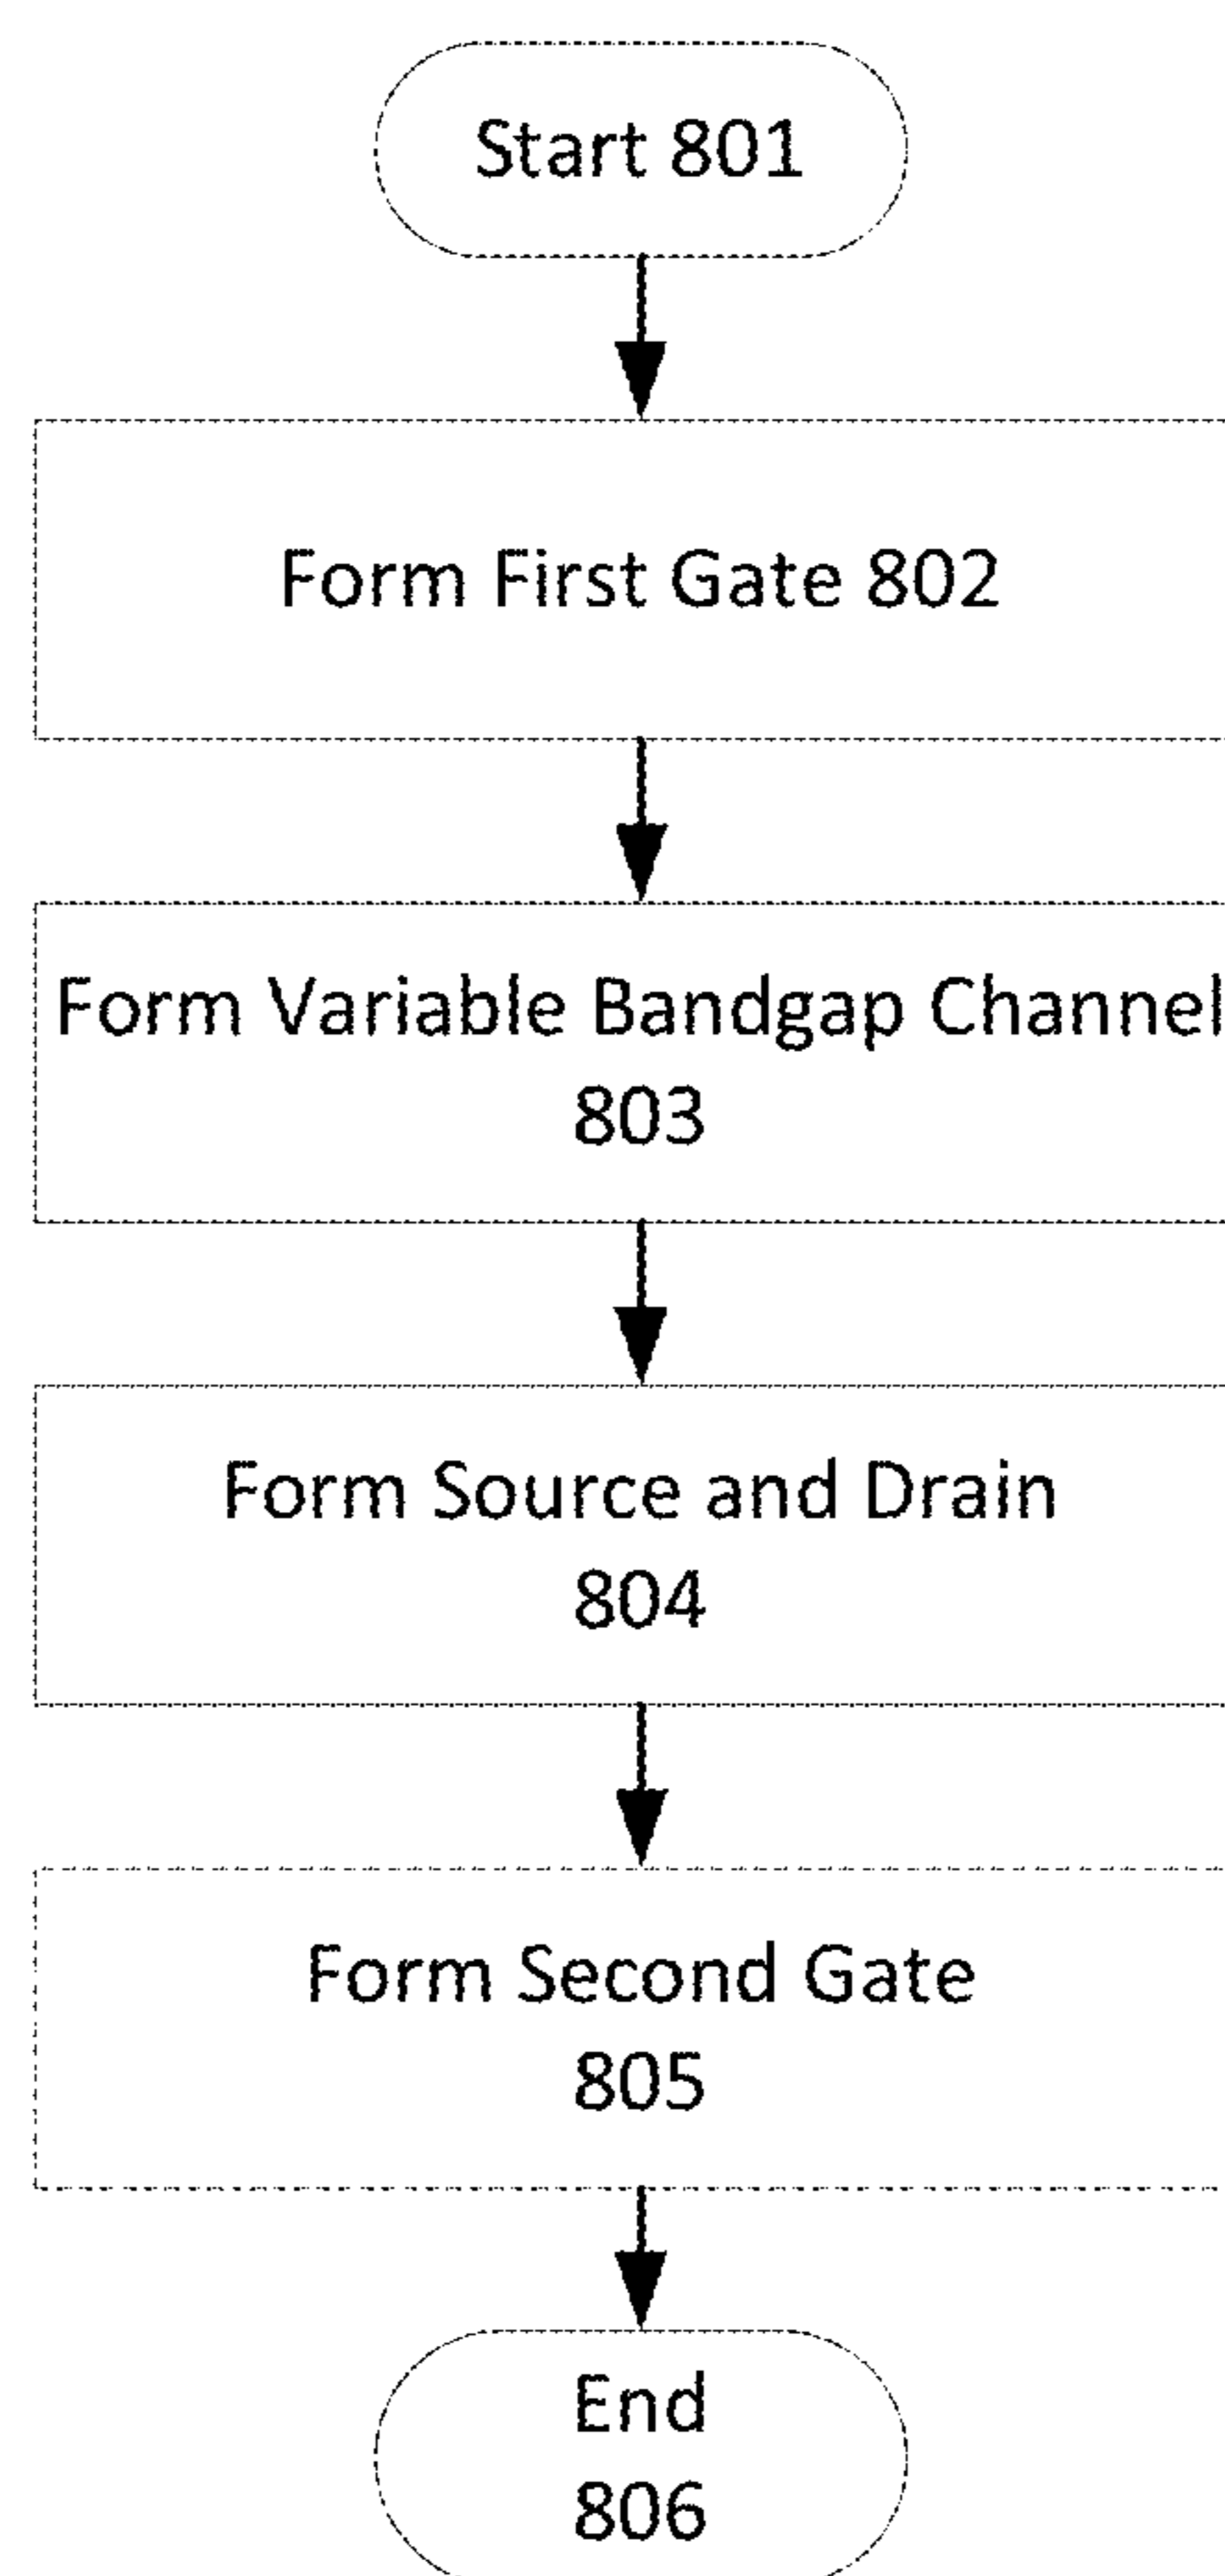 Start 801
Form First Gate 802
Form Variable Bandgap Channel
803
Form Source and Drain
804
Form Second Gate
805
End
806